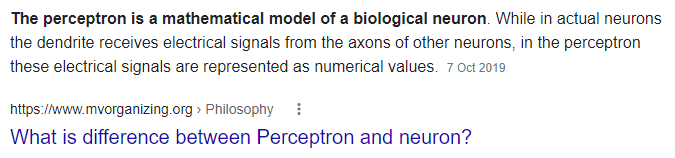 The perceptron is a mathematical model of a biological neuron. While in actual neurons
the dendrite receives electrical signals from the axons of other neurons, in the perceptron
these electrical signals are represented as numerical values. 7 Oct 2019
https://www.mvorganizing.org › Philosophy ⋮
What is difference between Perceptron and neuron?